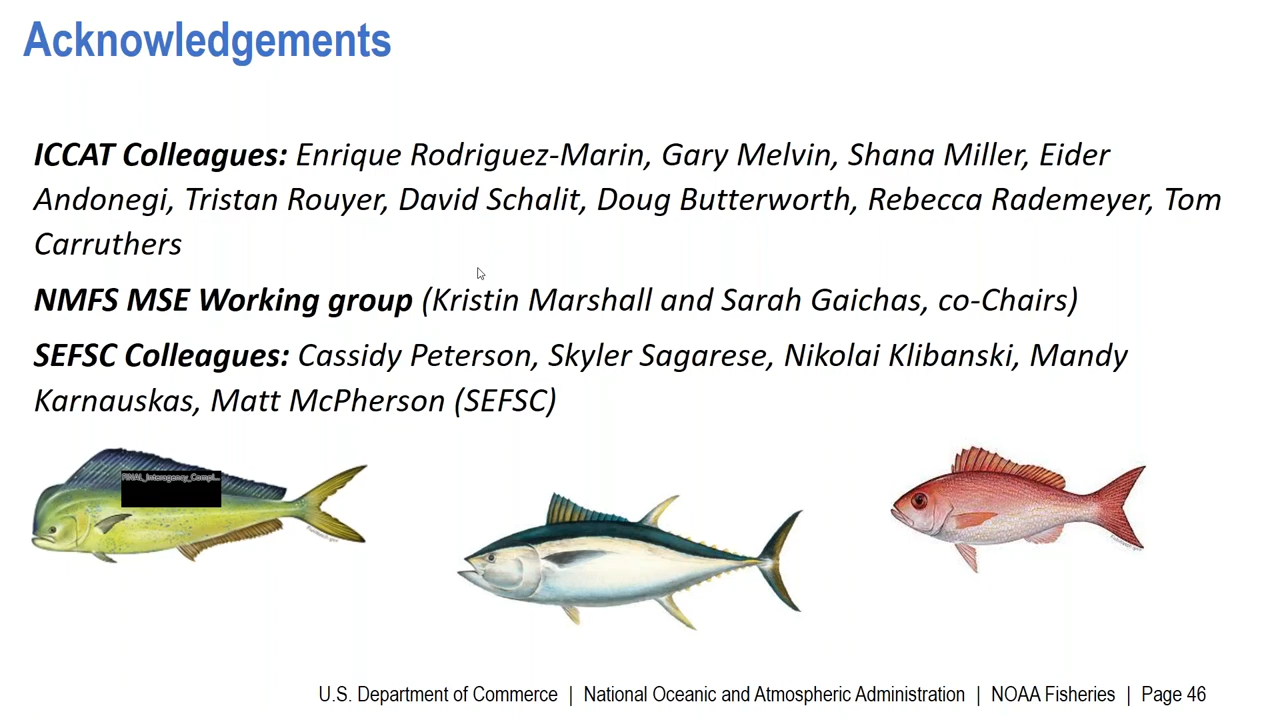 Acknowledgements
ICCAT Colleagues: Enrique Rodriguez-Marin, Gary Melvin, Shana Miller, Eider
Andonegi, Tristan Rouyer, David Schalit, Doug Butterworth, Rebecca Rademeyer, Tom
Carruthers
NMFS MSE Working group (Kristin Marshall and Sarah Gaichas, co-Chairs)
SEFSC Colleagues: Cassidy Peterson, Skyler Sagarese, Nikolai Klibanski, Mandy
Karnauskas, Matt McPherson (SEFSC)
FINAL_Interagency_Compl...
U.S. Department of Commerce | National Oceanic and Atmospheric Administration | NOAA Fisheries | Page 46